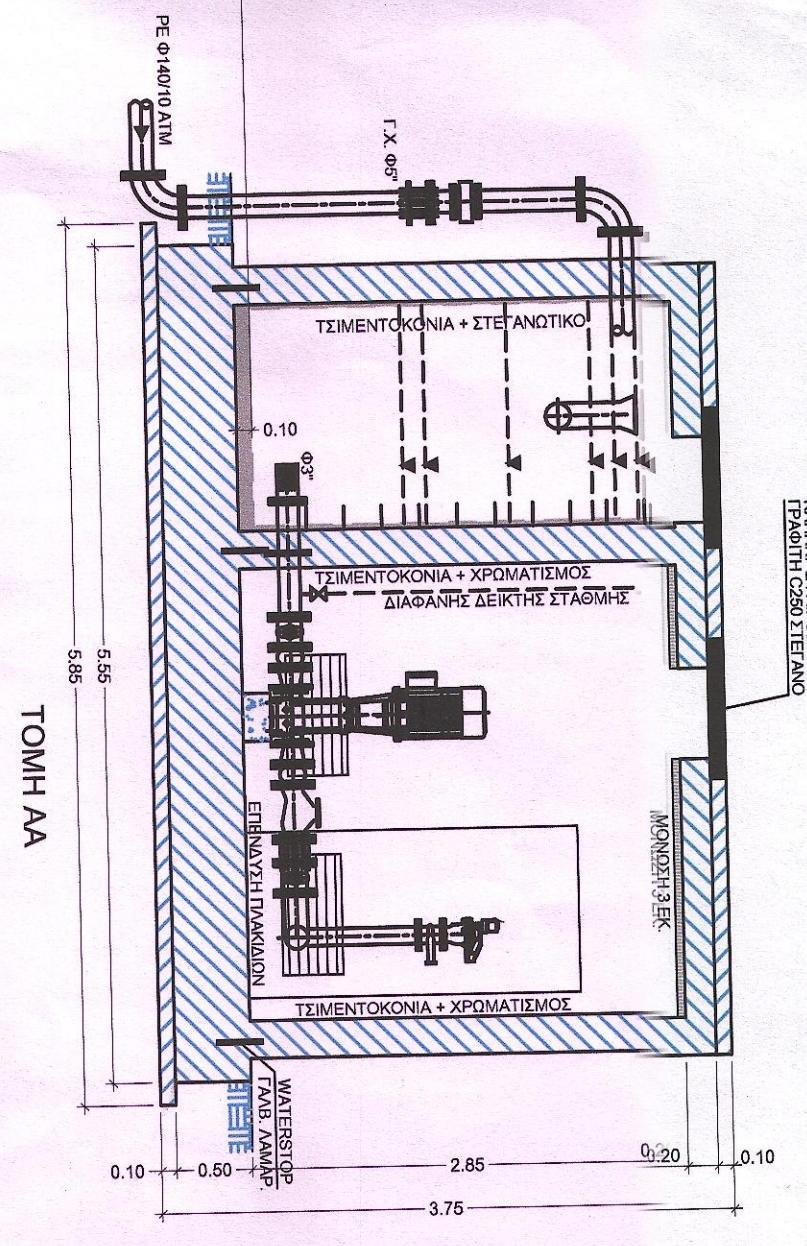 PE Φ140/10 ATM
Γ.Χ. Φ5"
ΓΡΑΦΙΤΗ C250 ΣΤΕΓΑΝΟ
ΤΣΙΜΕΝΤΟΚΟΝΙΑ + ΣΤΕΓΑΝΩΤΙΚΟ
0.10
Φ3"
ΤΣΙΜΕΝΤΟΚΟΝΙΑ + ΧΡΩΜΑΤΙΣΜΟΣ
ΔΙΑΦΑΝΗΣ ΔΕΙΚΤΗΣ ΣΤΑΘΜΗΣ
ΜΟΝΩΣΗ 3 ΕΚ.
ΕΠΕΝΔΥΣΗ ΠΛΑΚΙΔΙΩΝ
ΤΣΙΜΕΝΤΟΚΟΝΙΑ + ΧΡΩΜΑΤΙΣΜΟΣ
WATERSTOP
ΓΑΛΒ. ΛΑΜΑΡ.
5.55
5.85
0.10
0.50
2.85
0.20
0.10
3.75
ΤΟΜΗ ΑΑ